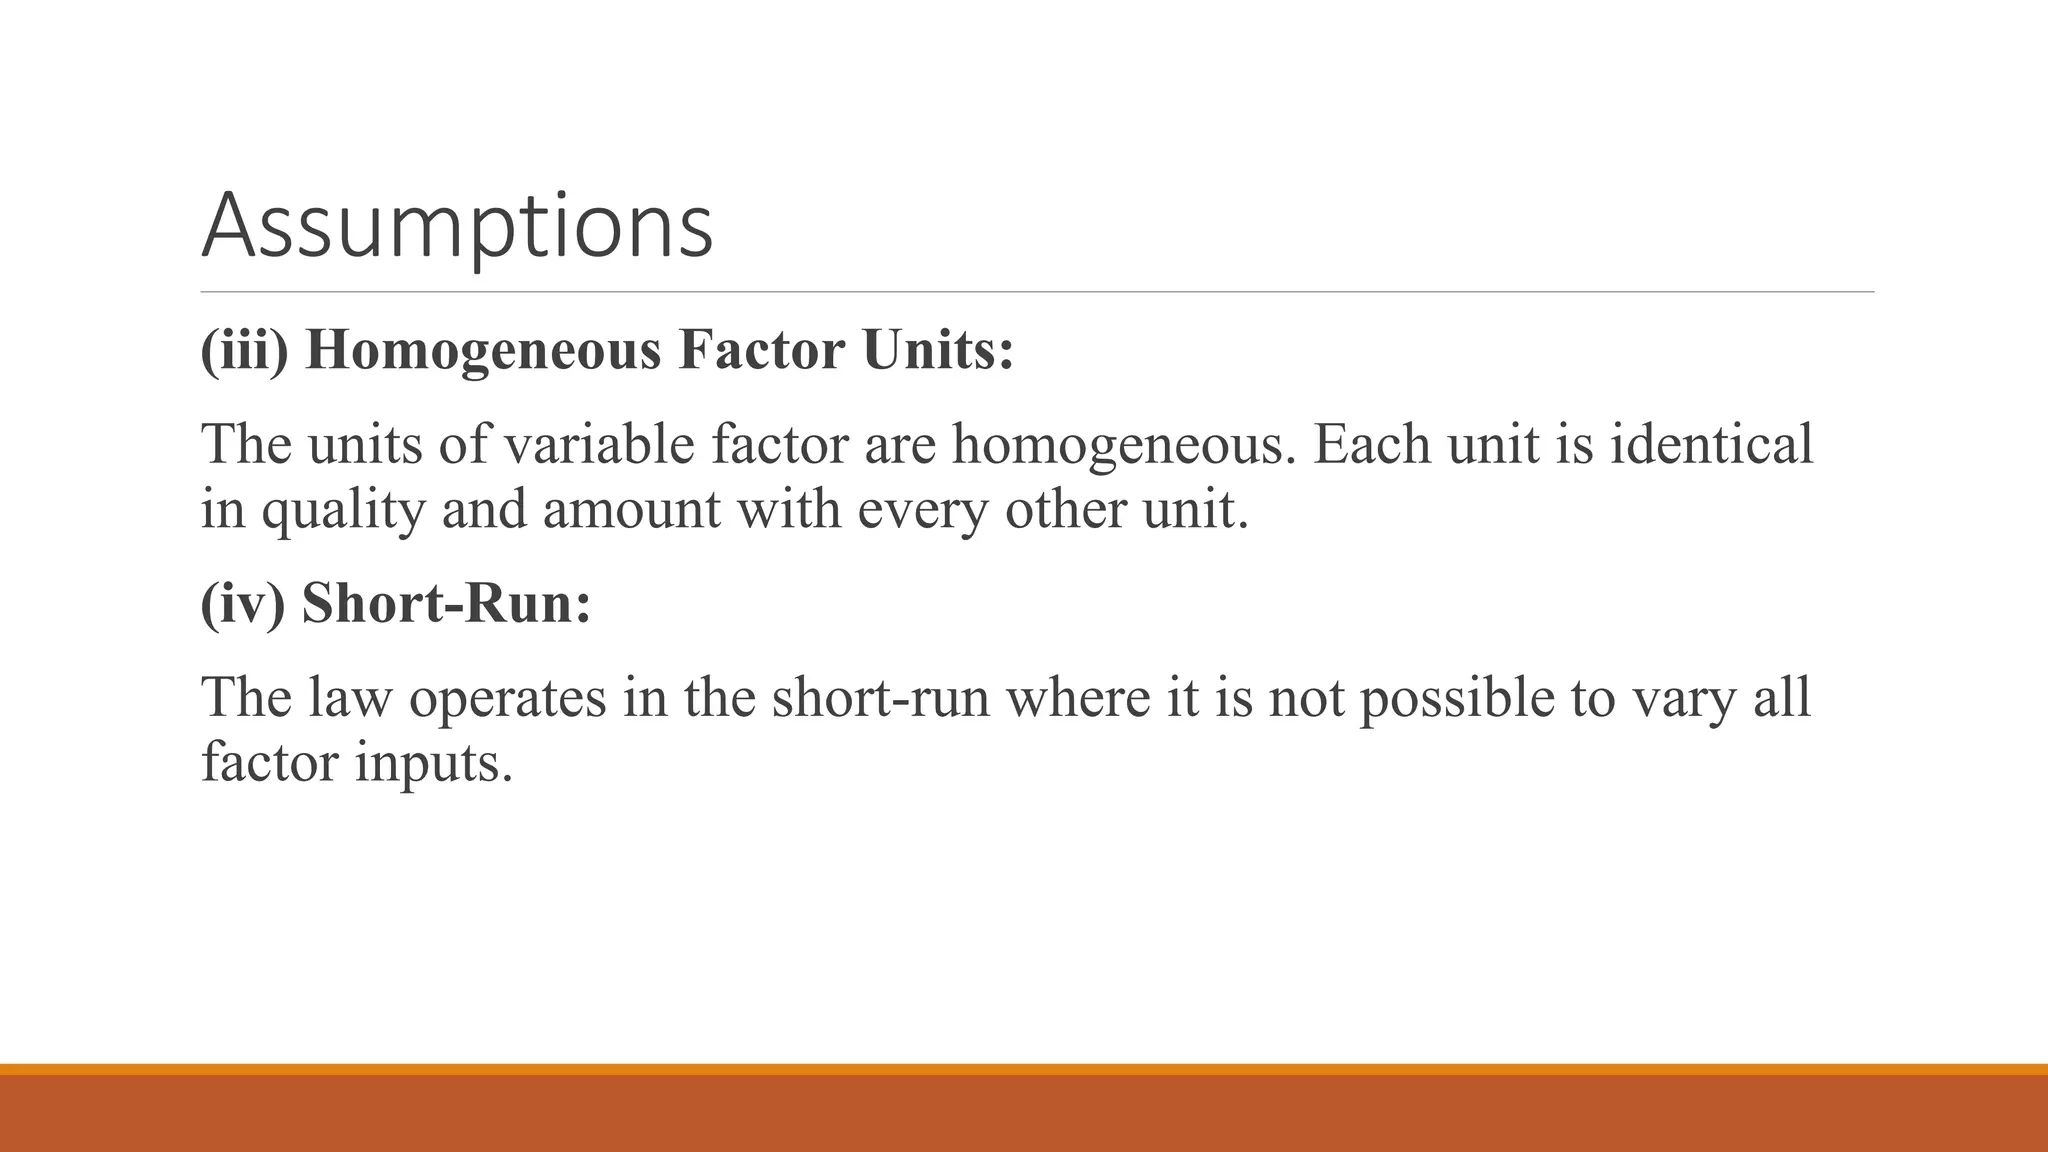 Assumptions
(iii) Homogeneous Factor Units:
The units of variable factor are homogeneous. Each unit is identical
in quality and amount with every other unit.
(iv) Short-Run:
The law operates in the short-run where it is not possible to vary all
factor inputs.